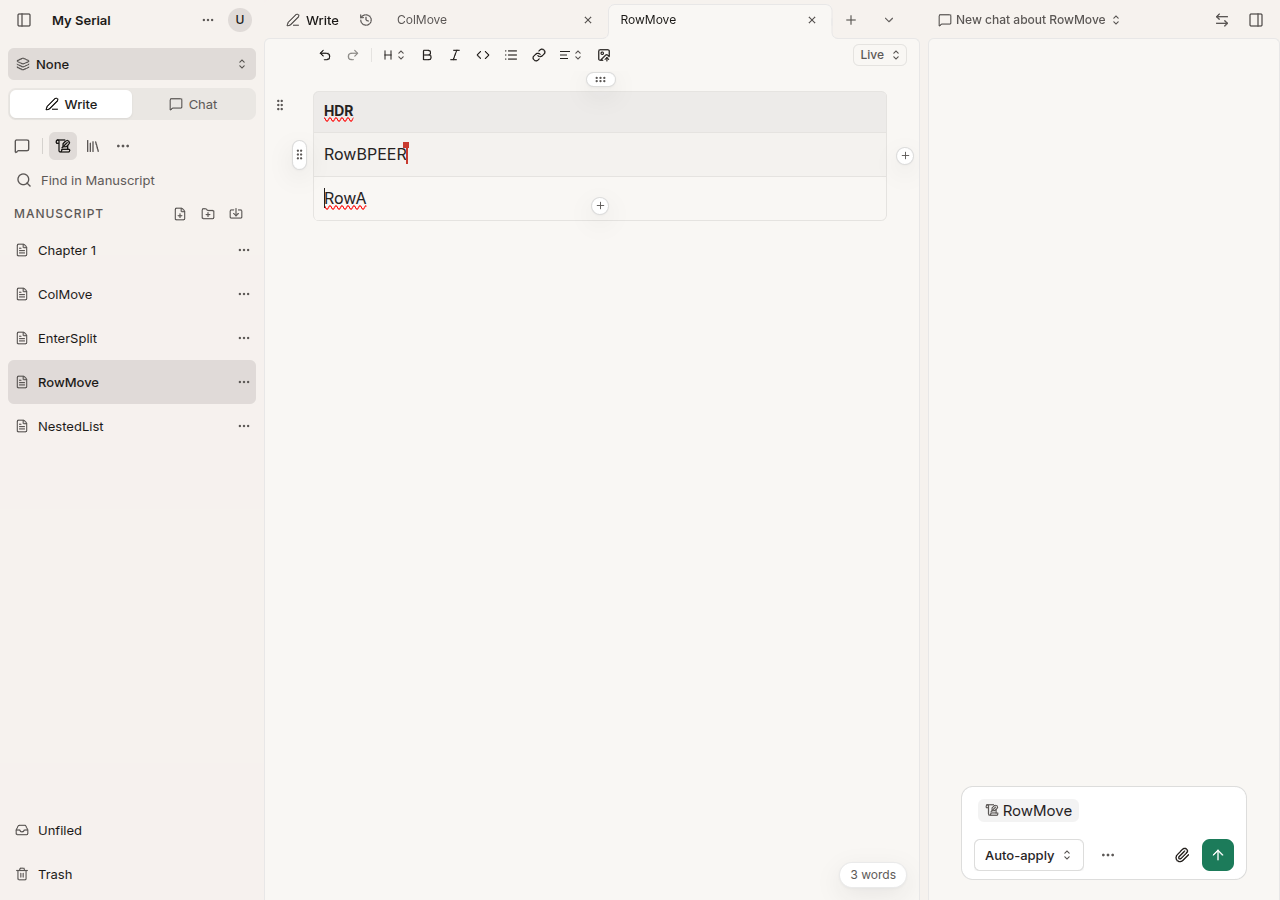 My Serial
U
None
Write
Chat
Find in Manuscript
MANUSCRIPT
Chapter 1
ColMove
EnterSplit
RowMove
NestedList
Unfiled
Trash
Write
ColMove
RowMove
H
B
I
Live
HDR
RowBPEER
RowA
3 words
New chat about RowMove
RowMove
Auto-apply